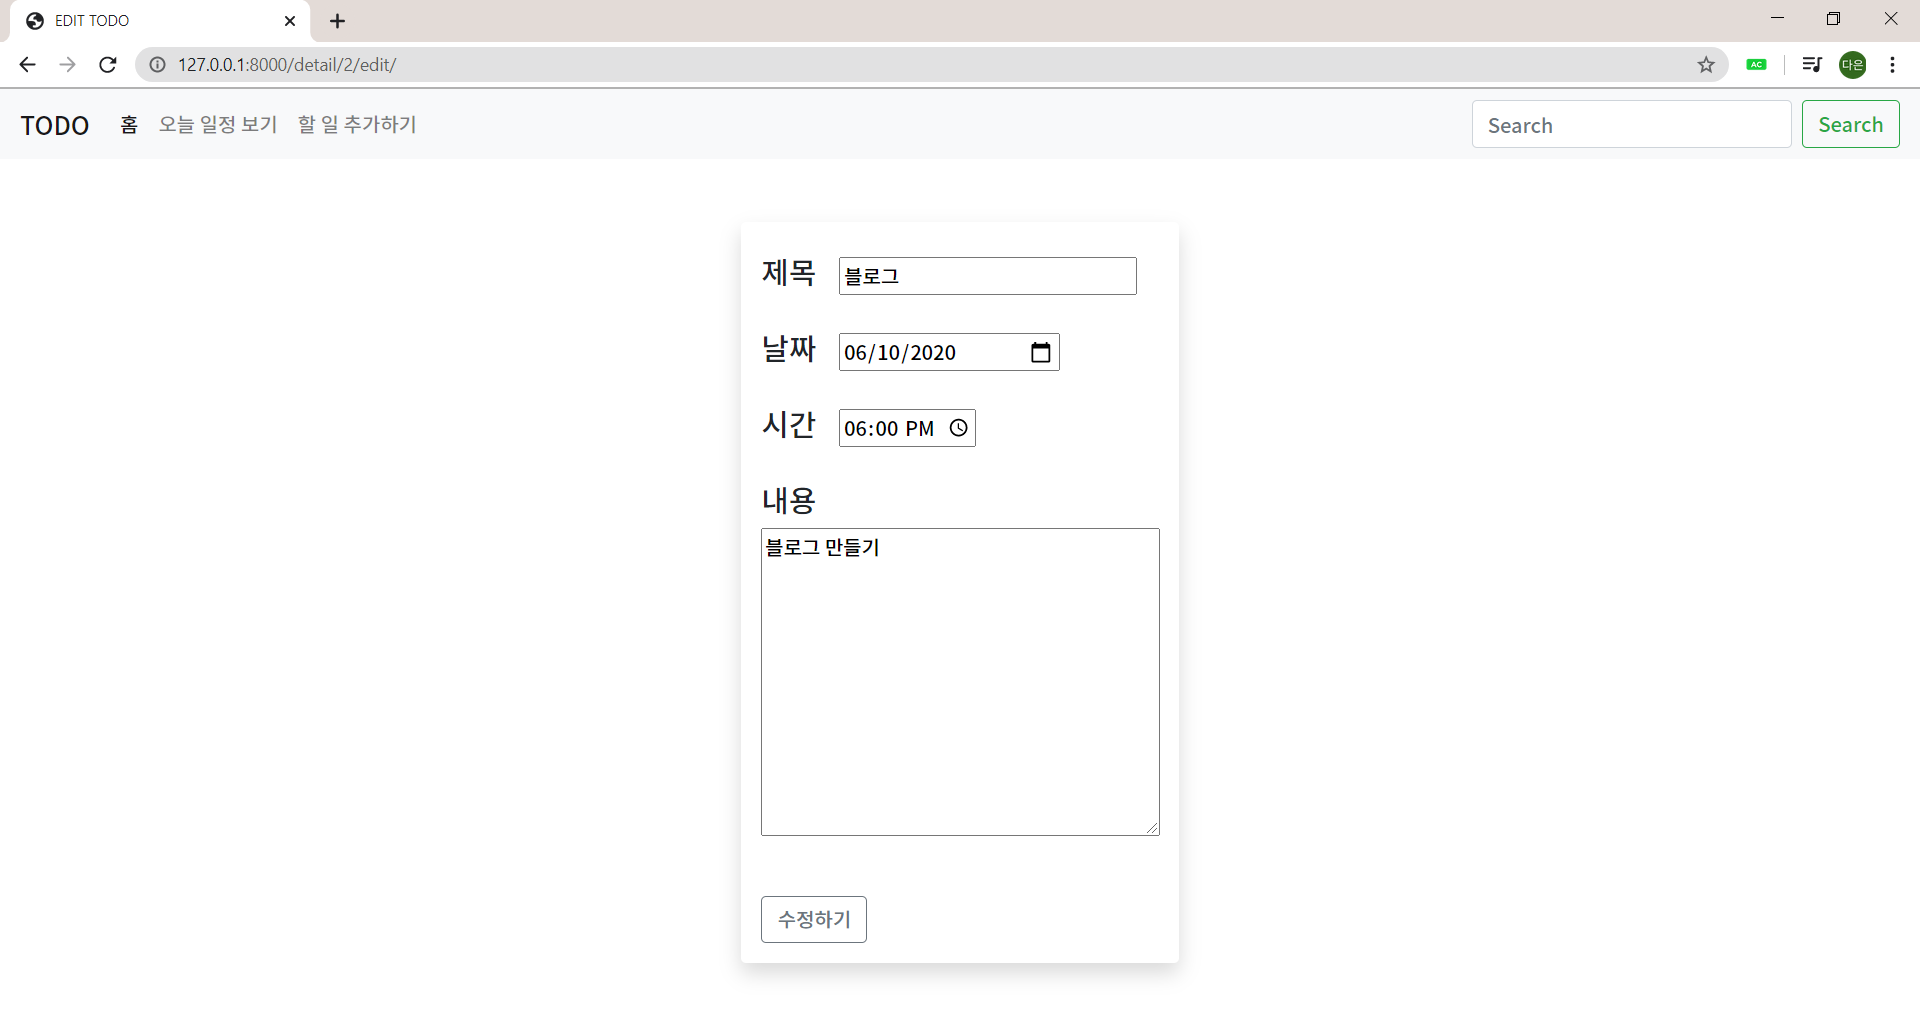 EDIT TODO
127.0.0.1:8000/detail/2/edit/
AC
다은
TODO 홈 오늘 일정 보기 할 일 추가하기 Search Search
제목 블로그
날짜 06/10/2020
시간 06:00 PM
내용
블로그 만들기
수정하기